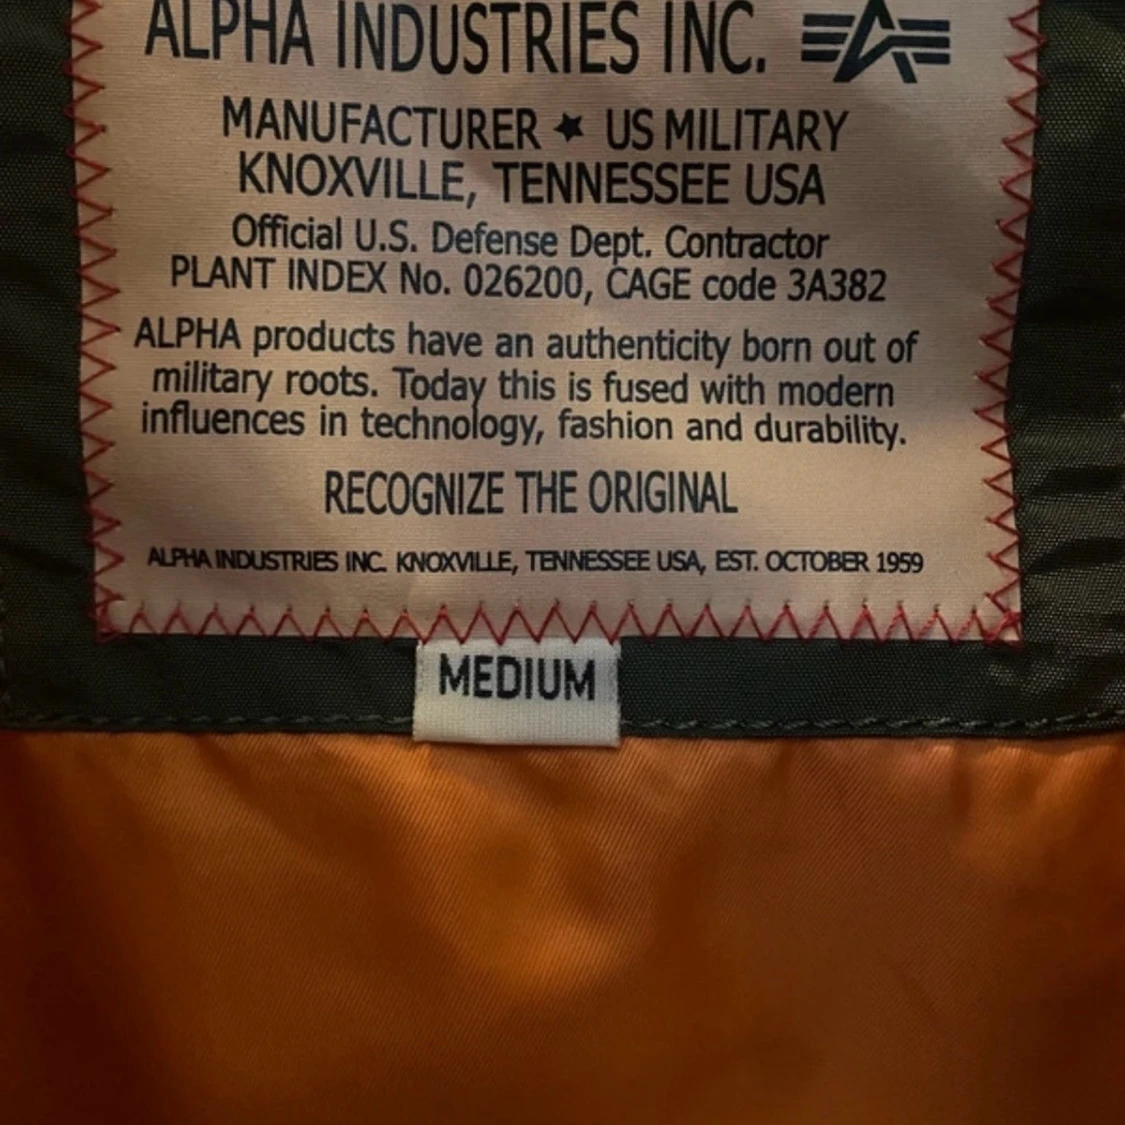 ALPHA INDUSTRIES INC.
MANUFACTURER ★ US MILITARY
KNOXVILLE, TENNESSEE USA
Official U.S. Defense Dept. Contractor
PLANT INDEX No. 026200, CAGE code 3A382
ALPHA products have an authenticity born out of
military roots. Today this is fused with modern
influences in technology, fashion and durability.
RECOGNIZE THE ORIGINAL
ALPHA INDUSTRIES INC. KNOXVILLE, TENNESSEE USA, EST. OCTOBER 1959
MEDIUM